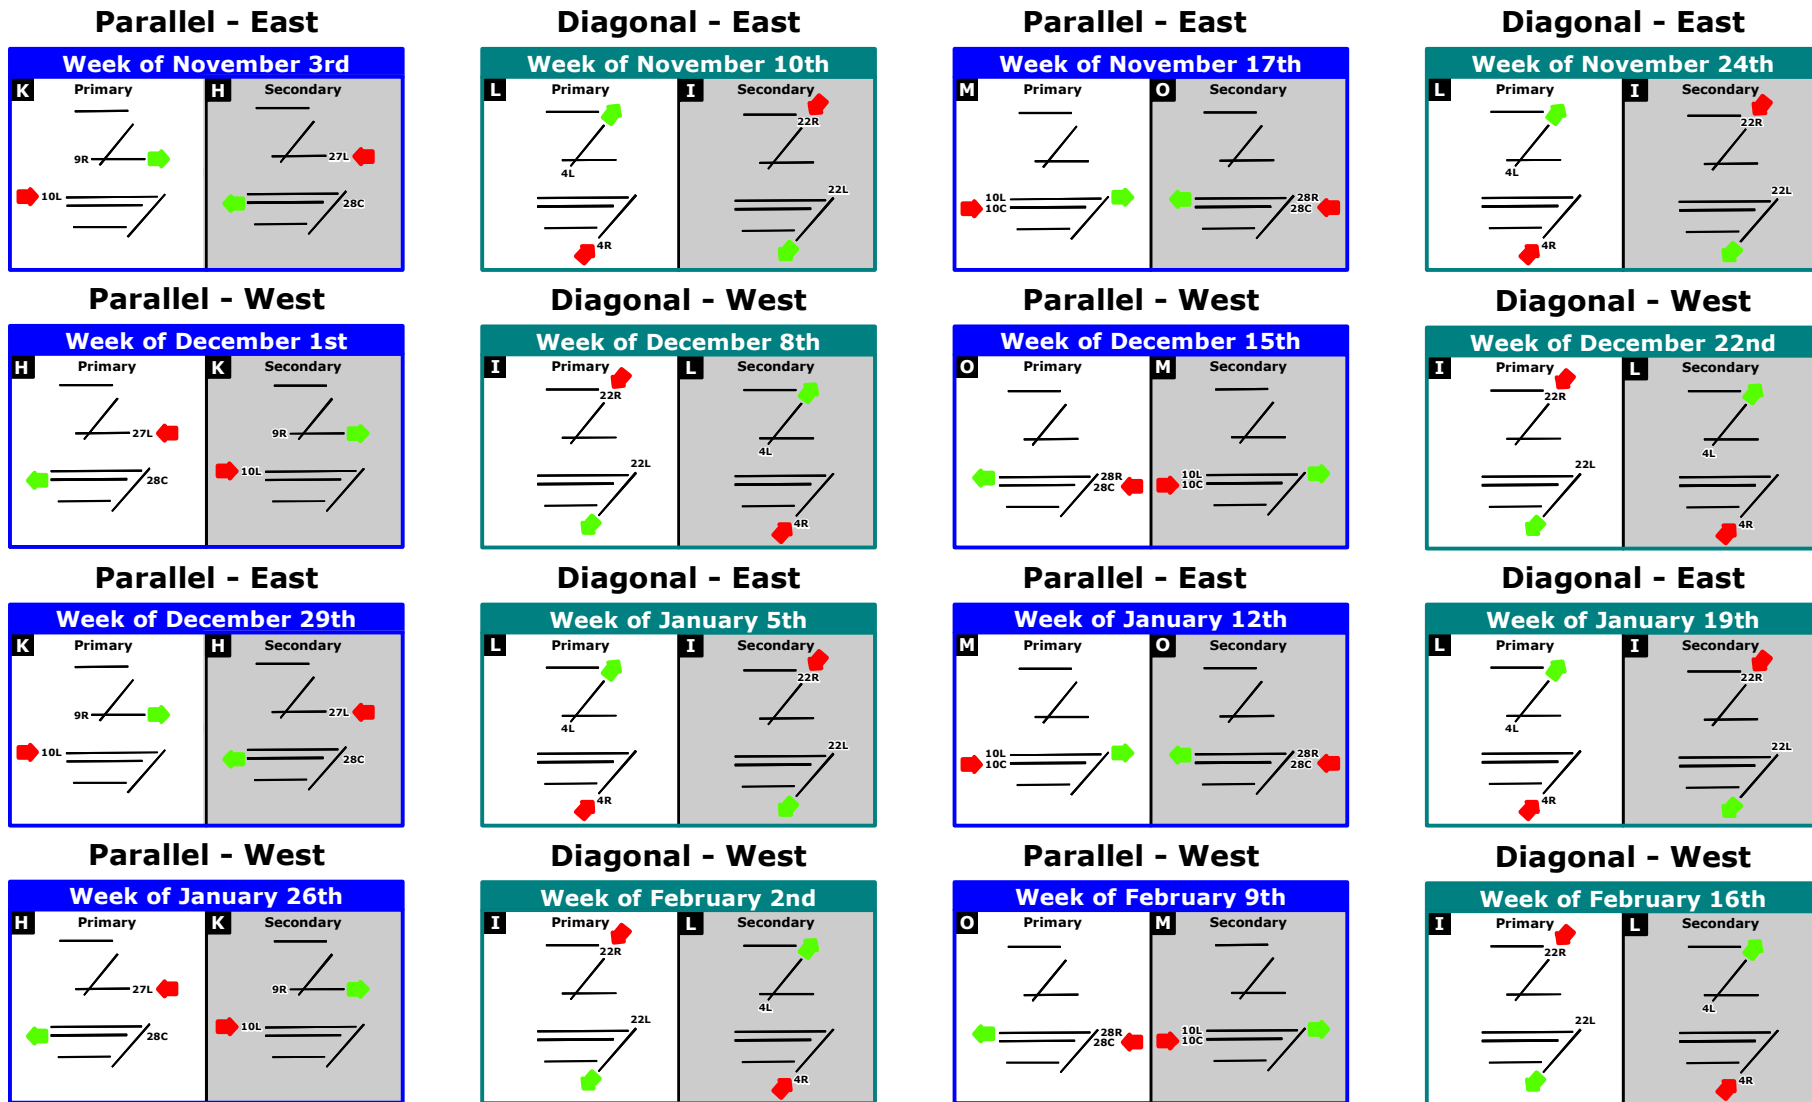 Parallel - East
Week of November 3rd
K Primary H Secondary
9R
27L
10L
28C
Diagonal - East
Week of November 10th
L Primary I Secondary
22R
4L
22L
4R
Parallel - East
Week of November 17th
M Primary O Secondary
10L
10C
28R
28C
Diagonal - East
Week of November 24th
L Primary I Secondary
22R
4L
22L
4R
Parallel - West
Week of December 1st
H Primary K Secondary
27L
9R
28C
10L
Diagonal - West
Week of December 8th
I Primary L Secondary
22R
4L
22L
4R
Parallel - West
Week of December 15th
O Primary M Secondary
28R
28C
10L
10C
Diagonal - West
Week of December 22nd
I Primary L Secondary
22R
4L
22L
4R
Parallel - East
Week of December 29th
K Primary H Secondary
9R
27L
10L
28C
Diagonal - East
Week of January 5th
L Primary I Secondary
22R
4L
22L
4R
Parallel - East
Week of January 12th
M Primary O Secondary
10L
10C
28R
28C
Diagonal - East
Week of January 19th
L Primary I Secondary
22R
4L
22L
4R
Parallel - West
Week of January 26th
H Primary K Secondary
27L
9R
28C
10L
Diagonal - West
Week of February 2nd
I Primary L Secondary
22R
4L
22L
4R
Parallel - West
Week of February 9th
O Primary M Secondary
28R
28C
10L
10C
Diagonal - West
Week of February 16th
I Primary L Secondary
22R
4L
22L
4R